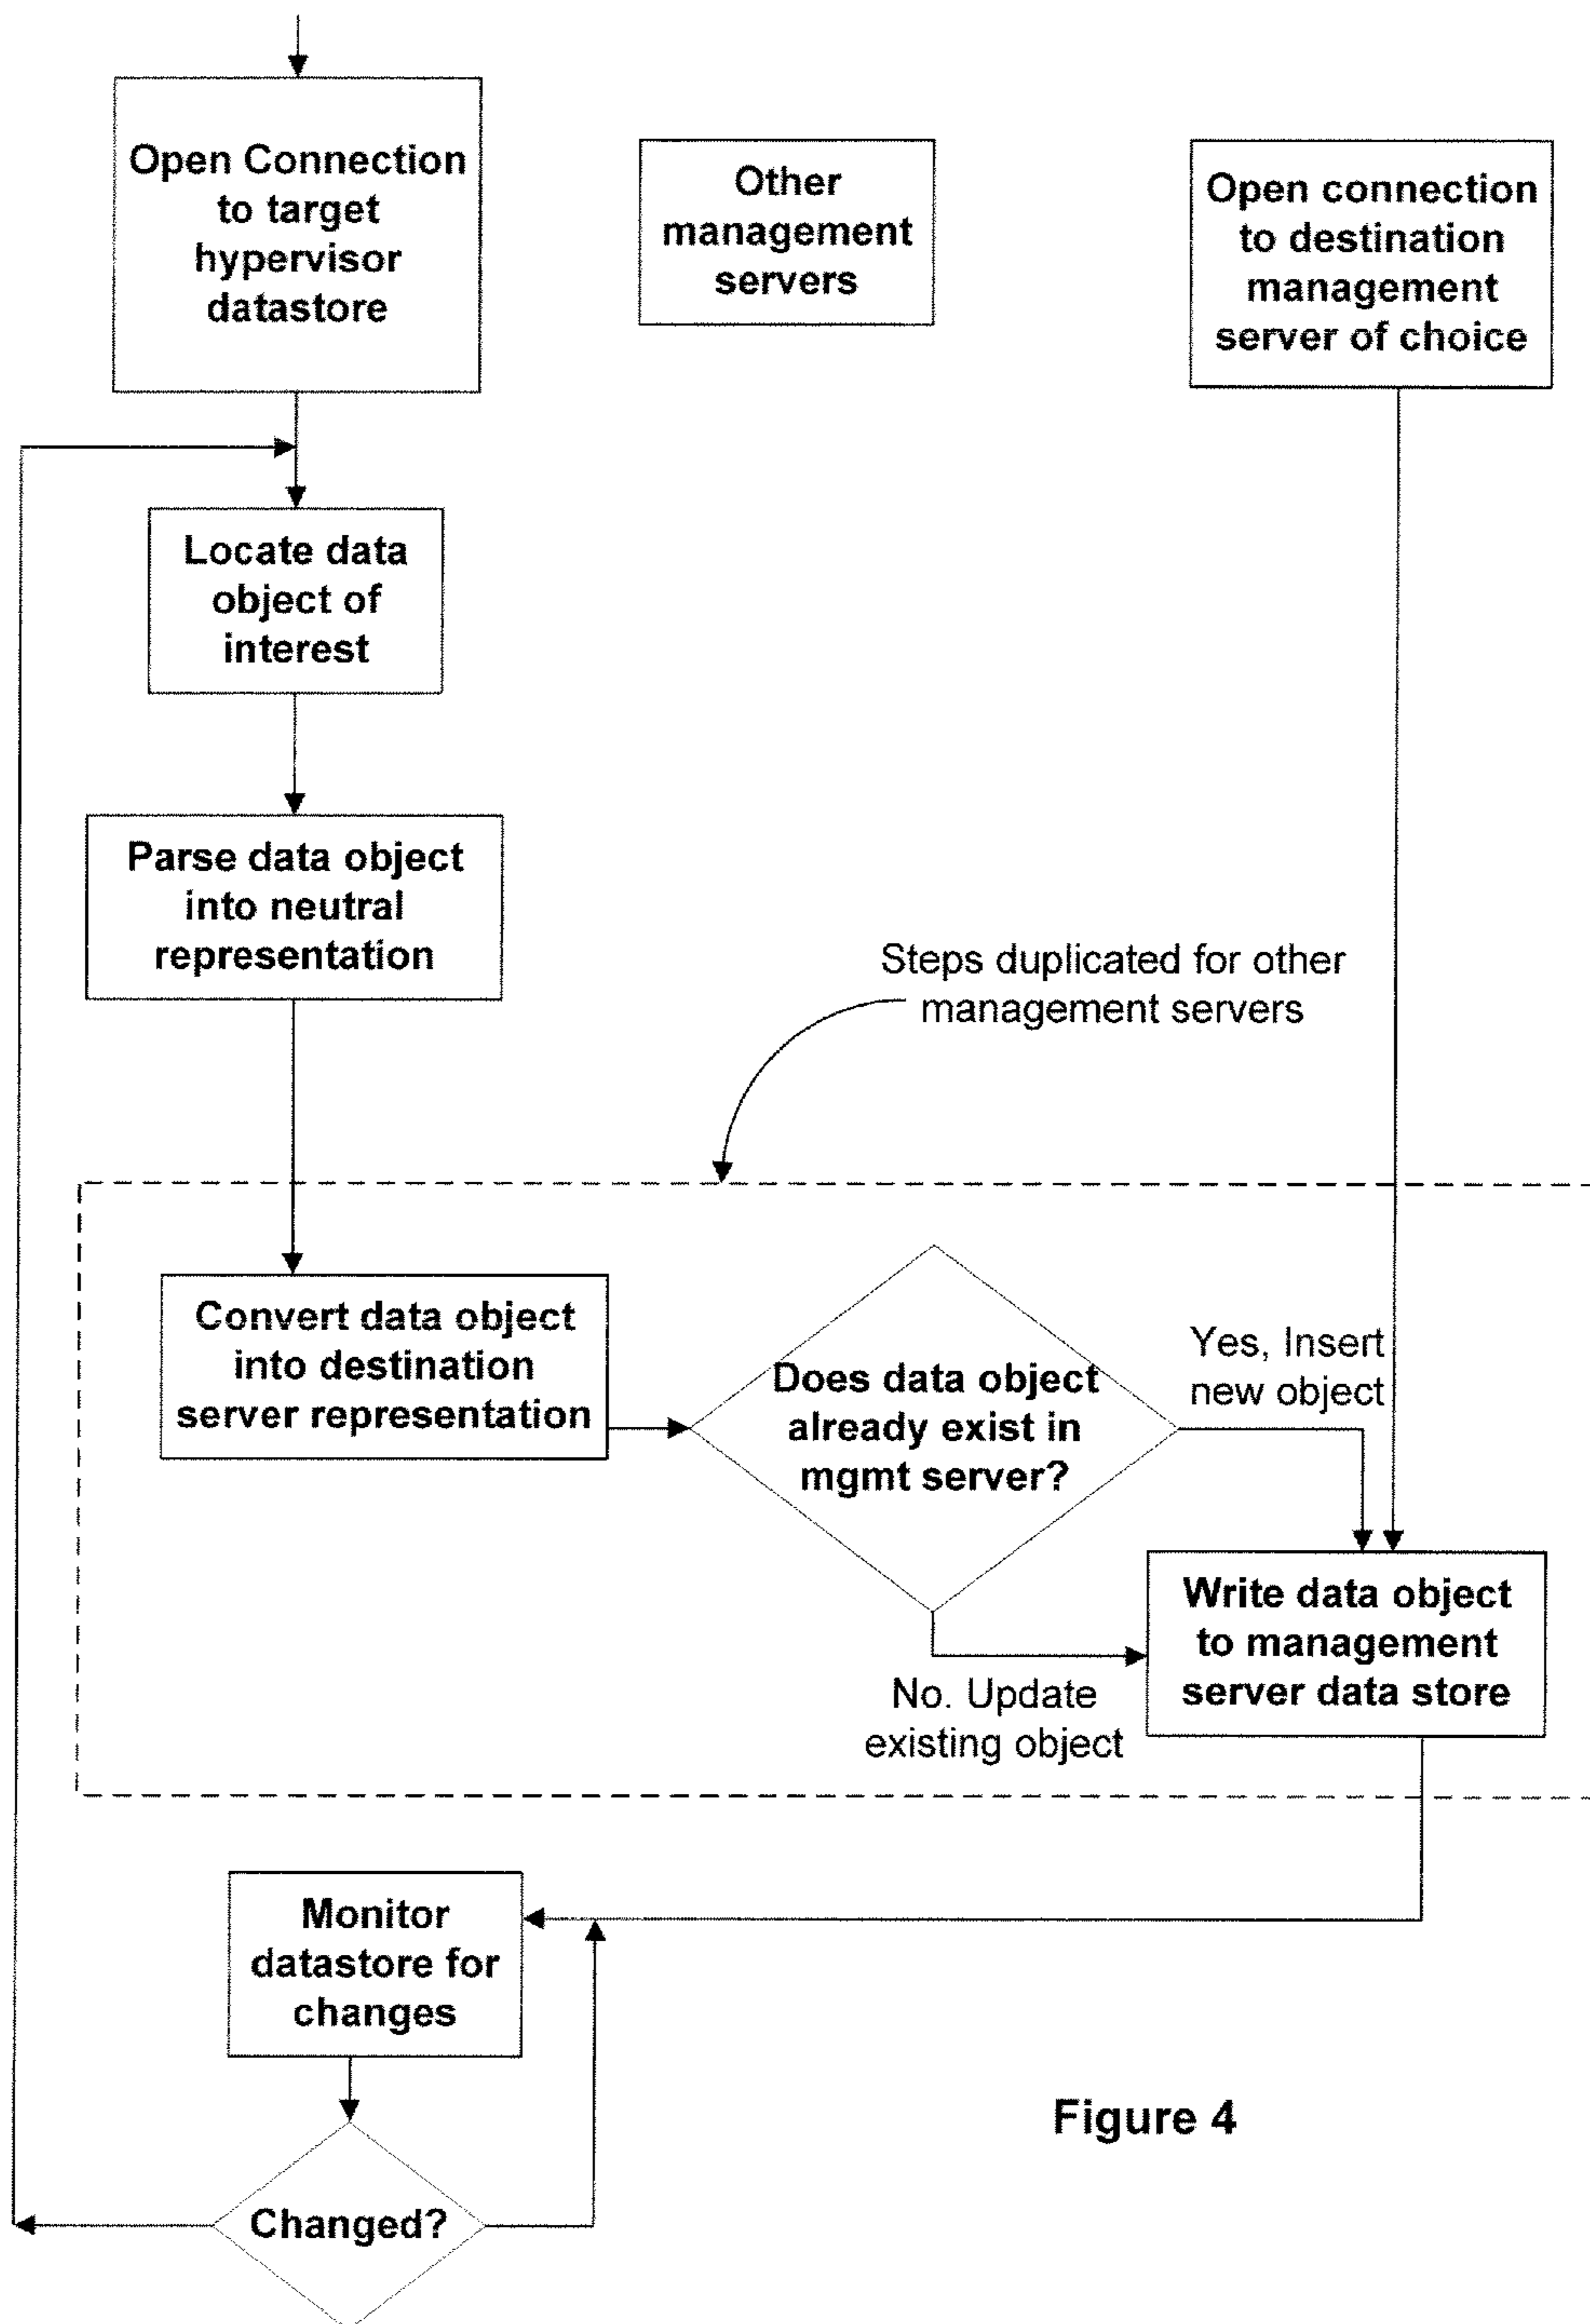 Open Connection
to target
hypervisor
datastore
Other
management
servers
Open connection
to destination
management
server of choice
Locate data
object of
interest
Parse data object
into neutral
representation
Steps duplicated for other
management servers
Convert data object
into destination
server representation
Does data object
already exist in
mgmt server?
Yes, Insert
new object
No. Update
existing object
Write data object
to management
server data store
Monitor
datastore for
changes
Changed?
Figure 4